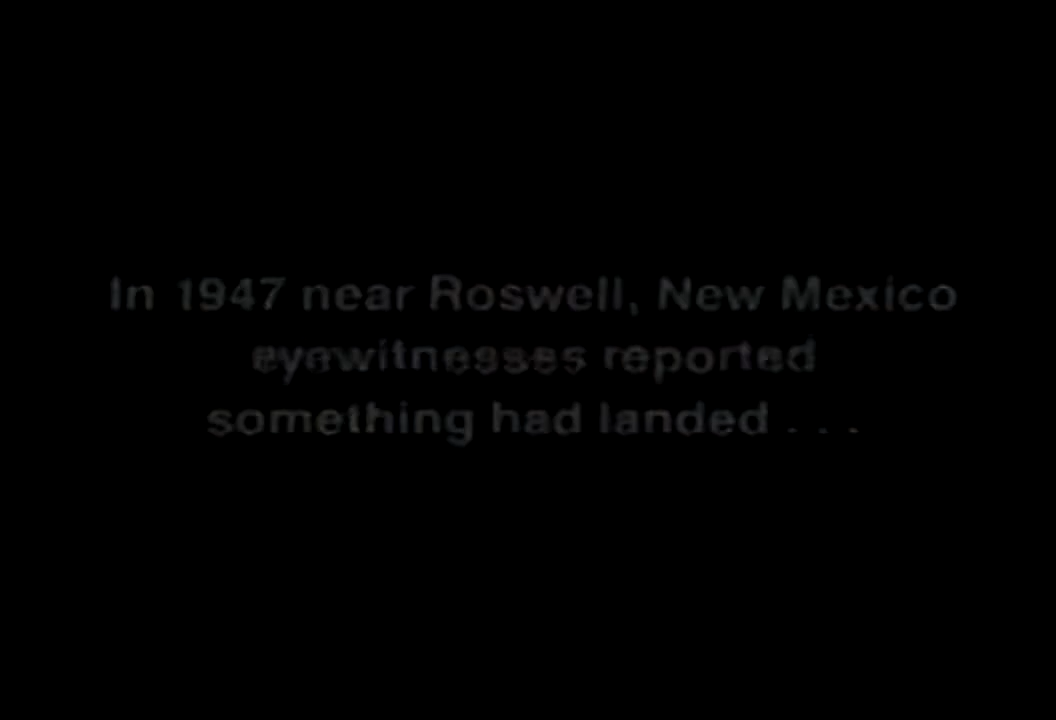 In 1947 near Roswell, New Mexico
eyewitnesses reported
something had landed . . .